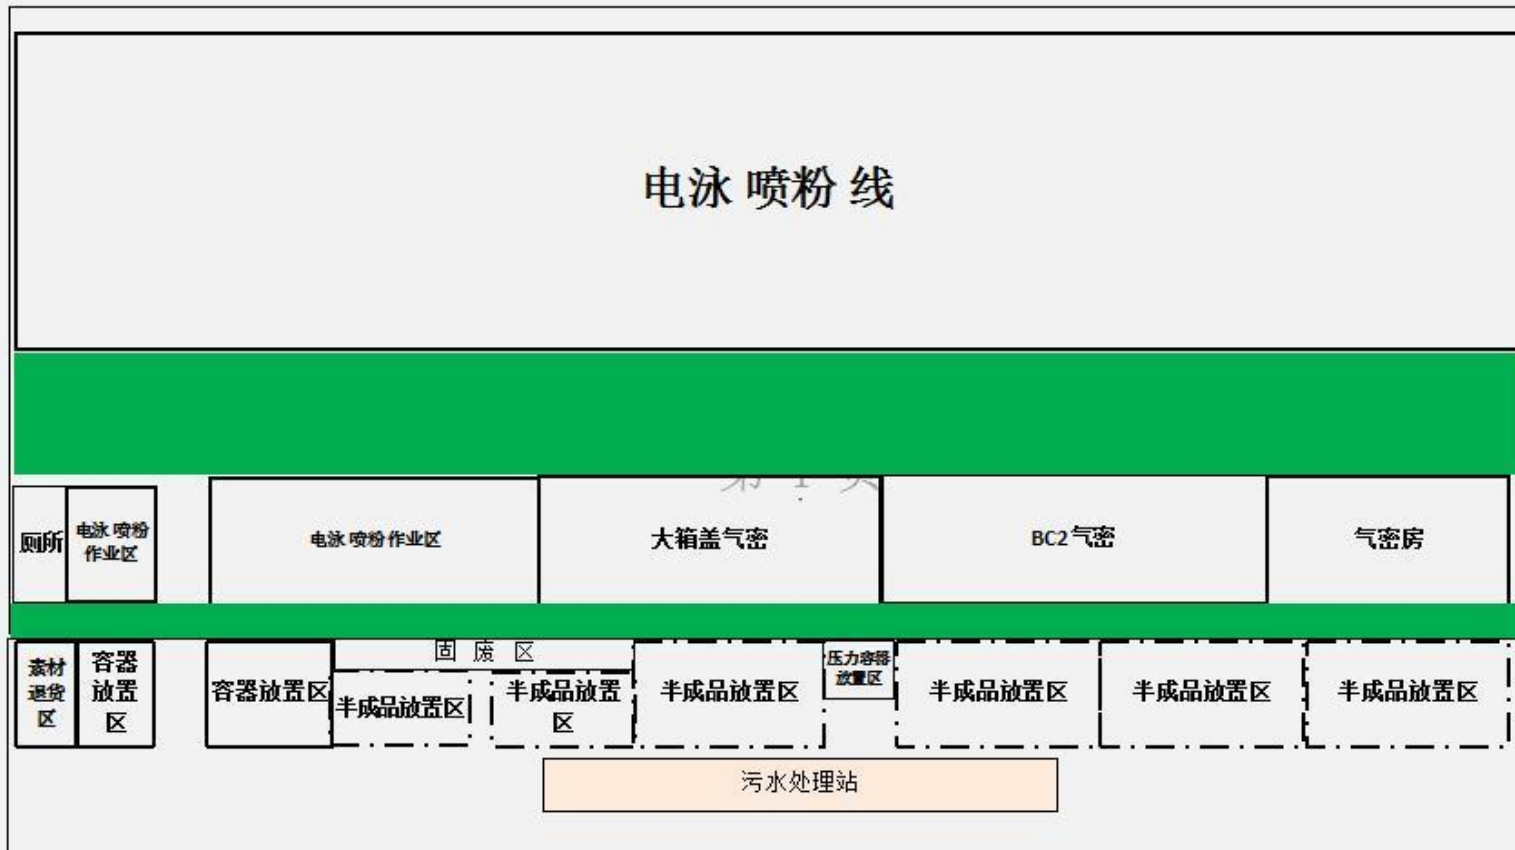 电泳 喷粉 线
第 1 页
厕所
电泳 喷粉
作业区
电泳 喷粉 作业区
大箱盖气密
BC2 气密
气密房
素材
退货
区
容器
放置
区
容器放置区
固 废 区
半成品放置区
半成品放置
区
半成品放置区
压力容器
放置区
半成品放置区
半成品放置区
半成品放置区
污水处理站